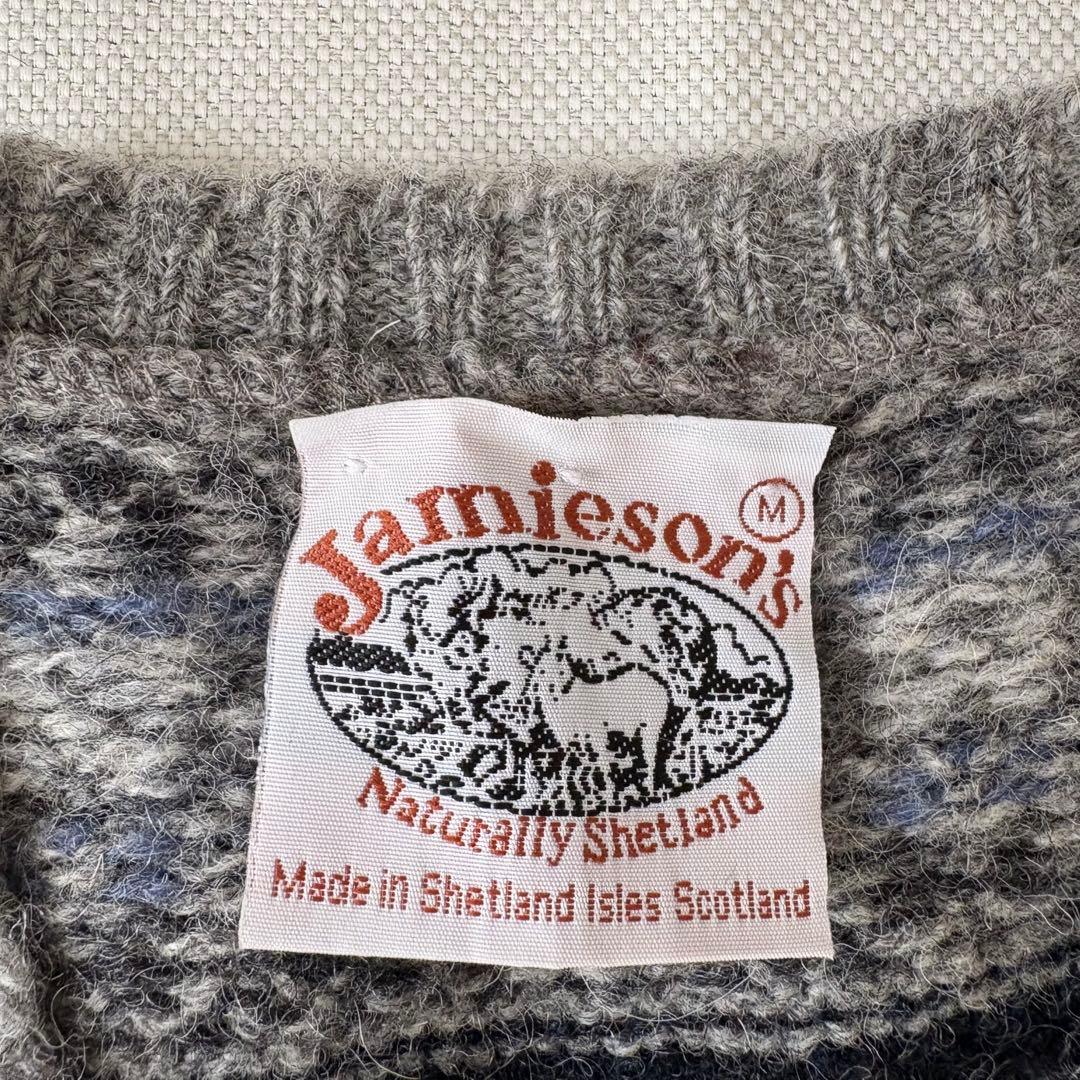 Jamieson's
M
Naturally Shetland
Made in Shetland Isles Scotland